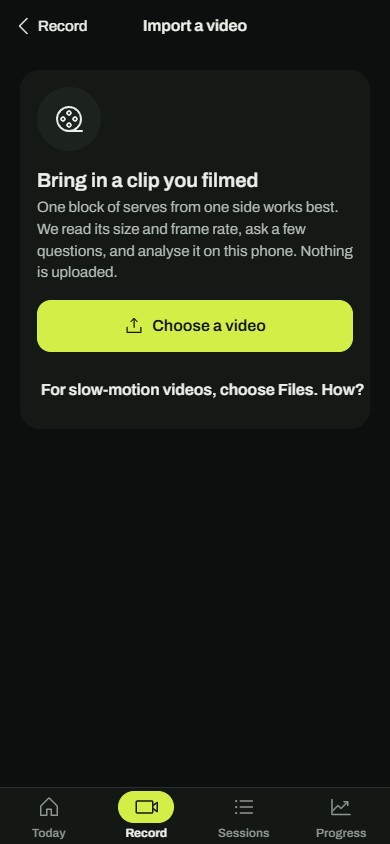 Record
Import a video
Bring in a clip you filmed
One block of serves from one side works best.
We read its size and frame rate, ask a few
questions, and analyse it on this phone. Nothing
is uploaded.
Choose a video
For slow-motion videos, choose Files. How?
Today
Record
Sessions
Progress